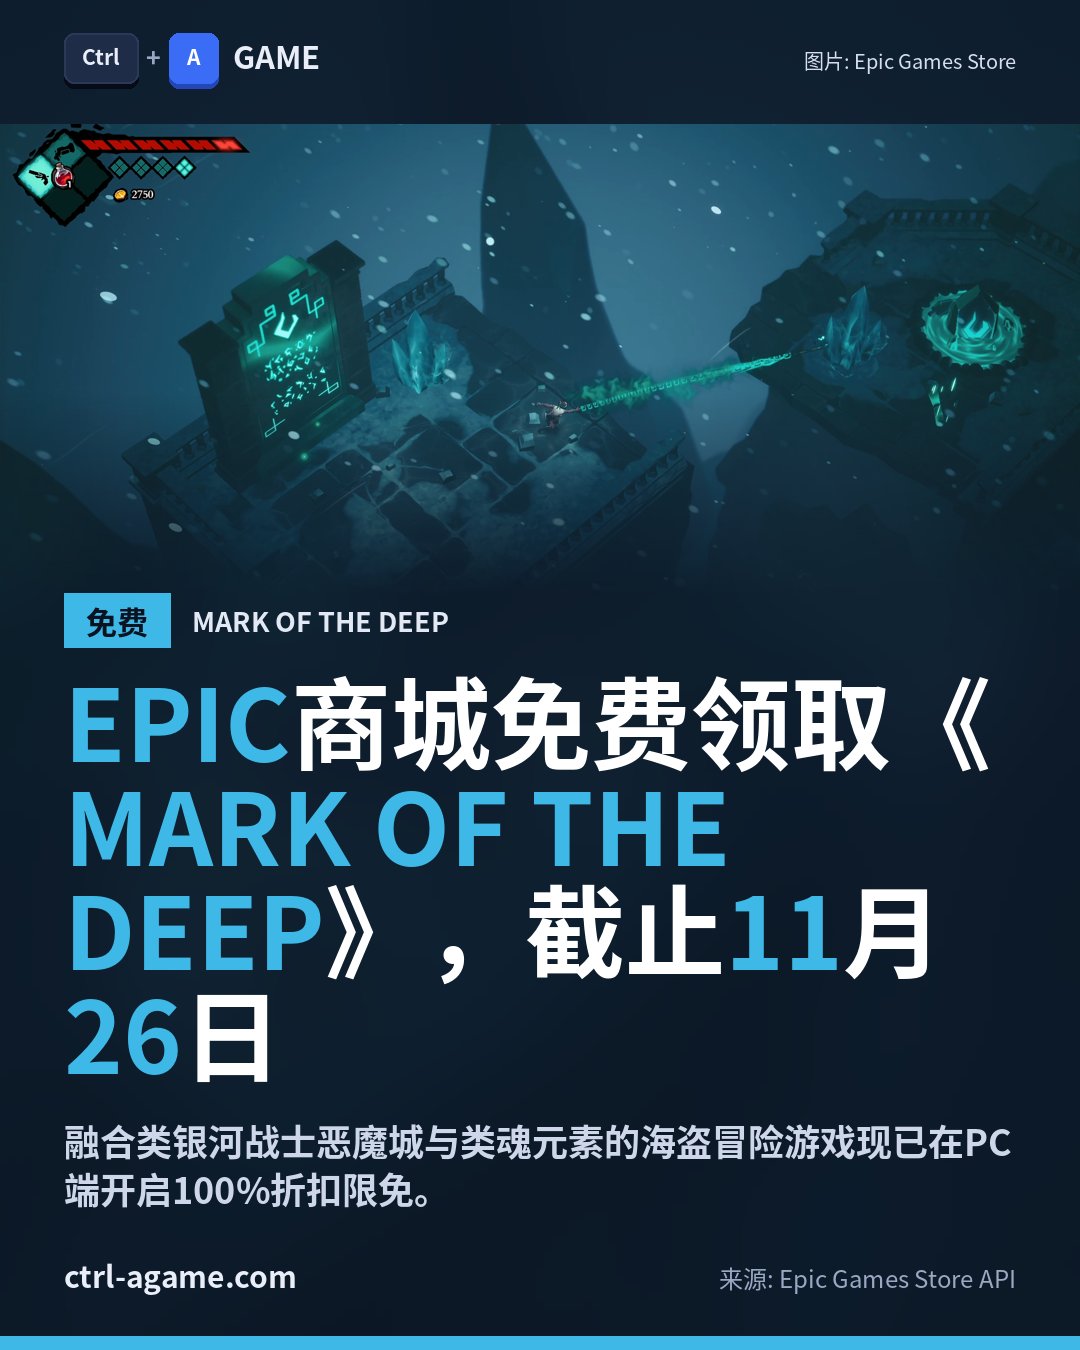 Ctrl + A GAME
图片: Epic Games Store
2750
免费 MARK OF THE DEEP
EPIC商城免费领取《
MARK OF THE
DEEP》，截止11月
26日
融合类银河战士恶魔城与类魂元素的海盗冒险游戏现已在PC
端开启100%折扣限免。
ctrl-agame.com
来源: Epic Games Store API